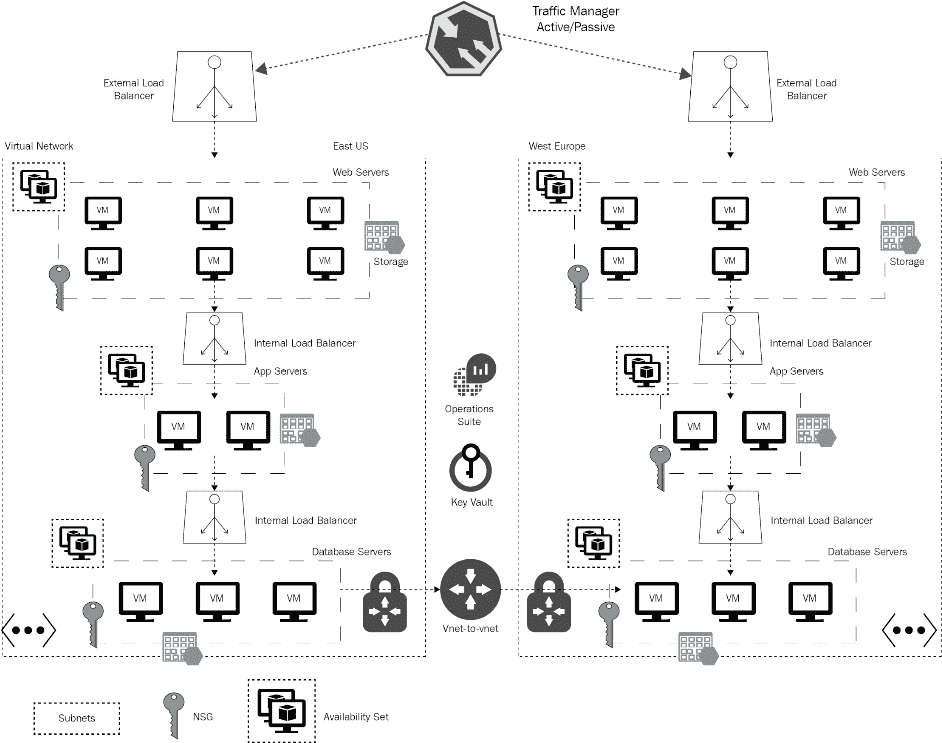 Traffic Manager
Active/Passive
External Load
Balancer
External Load
Balancer
Virtual Network
East US
West Europe
Web Servers
Web Servers
VM
VM
VM
VM
VM
VM
VM
VM
VM
VM
VM
VM
Storage
Storage
Internal Load Balancer
Internal Load Balancer
App Servers
App Servers
VM
VM
VM
VM
Operations
Suite
Key Vault
Internal Load Balancer
Internal Load Balancer
Database Servers
Database Servers
VM
VM
VM
VM
VM
VM
Vnet-to-vnet
Subnets
NSG
Availability Set